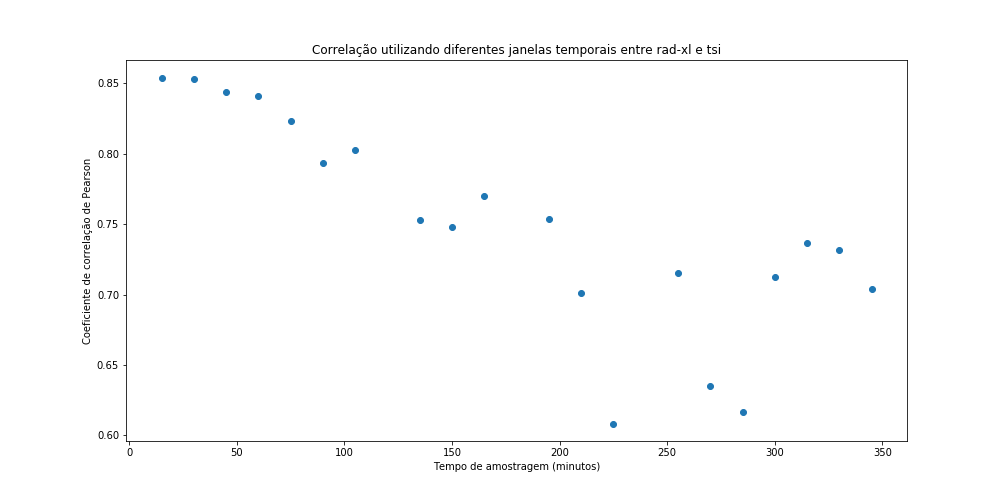 Correlação utilizando diferentes janelas temporais entre rad-xl e tsi
Coeficiente de correlação de Pearson
0.85
0.80
0.75
0.70
0.65
0.60
0 50 100 150 200 250 300 350
Tempo de amostragem (minutos)